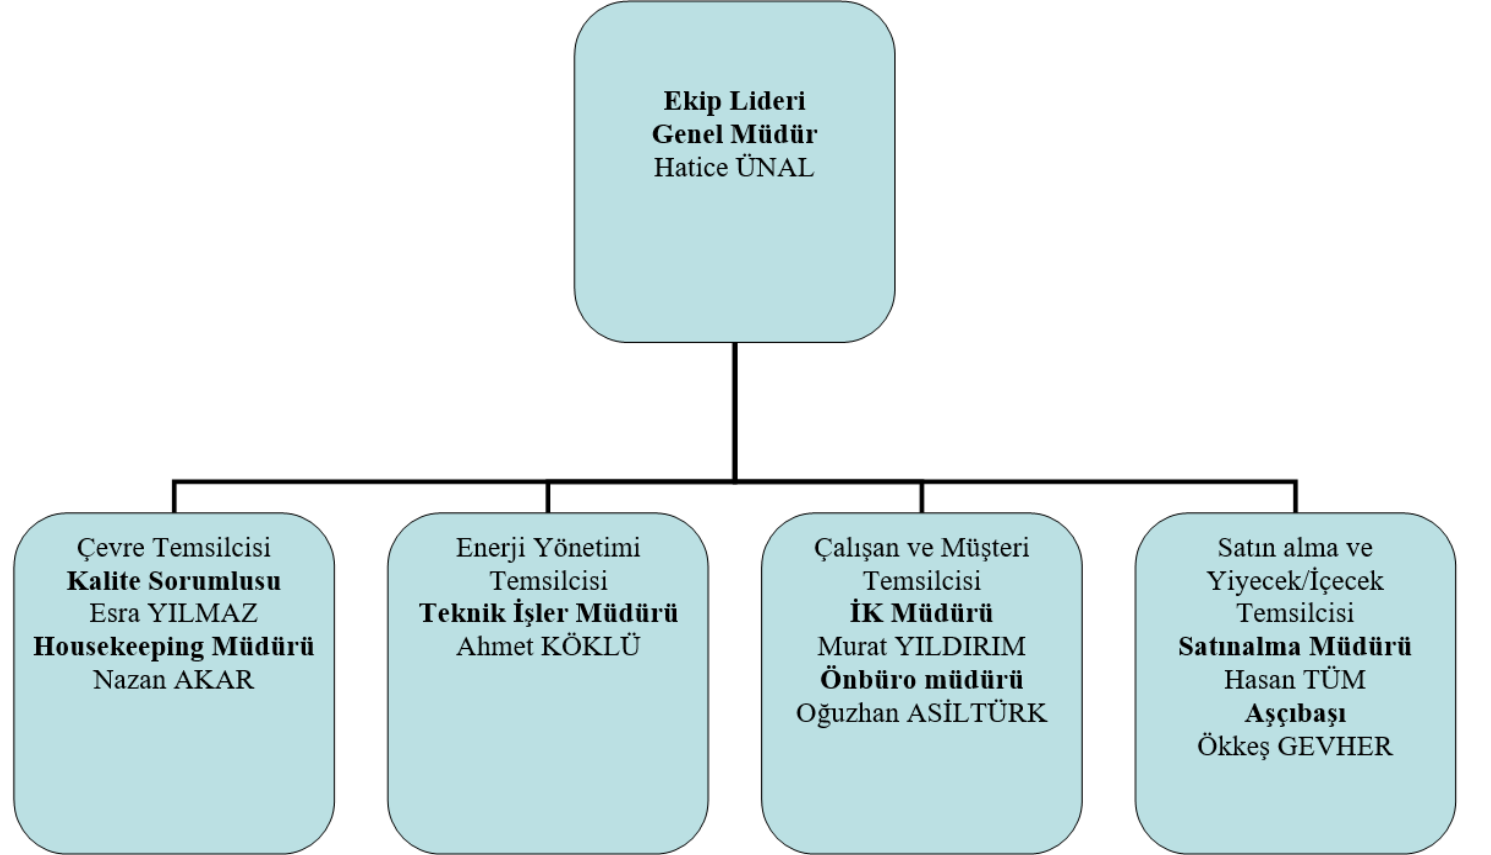 Ekip Lideri
Genel Müdür
Hatice ÜNAL
Çevre Temsilcisi
Kalite Sorumlusu
Esra YILMAZ
Housekeeping Müdürü
Nazan AKAR
Enerji Yönetimi
Temsilcisi
Teknik İşler Müdürü
Ahmet KÖKLÜ
Çalışan ve Müşteri
Temsilcisi
İK Müdürü
Murat YILDIRIM
Önbüro müdürü
Oğuzhan ASİLTÜRK
Satın alma ve
Yiyecek/İçecek
Temsilcisi
Satınalma Müdürü
Hasan TÜM
Aşçıbaşı
Ökkeş GEVHER